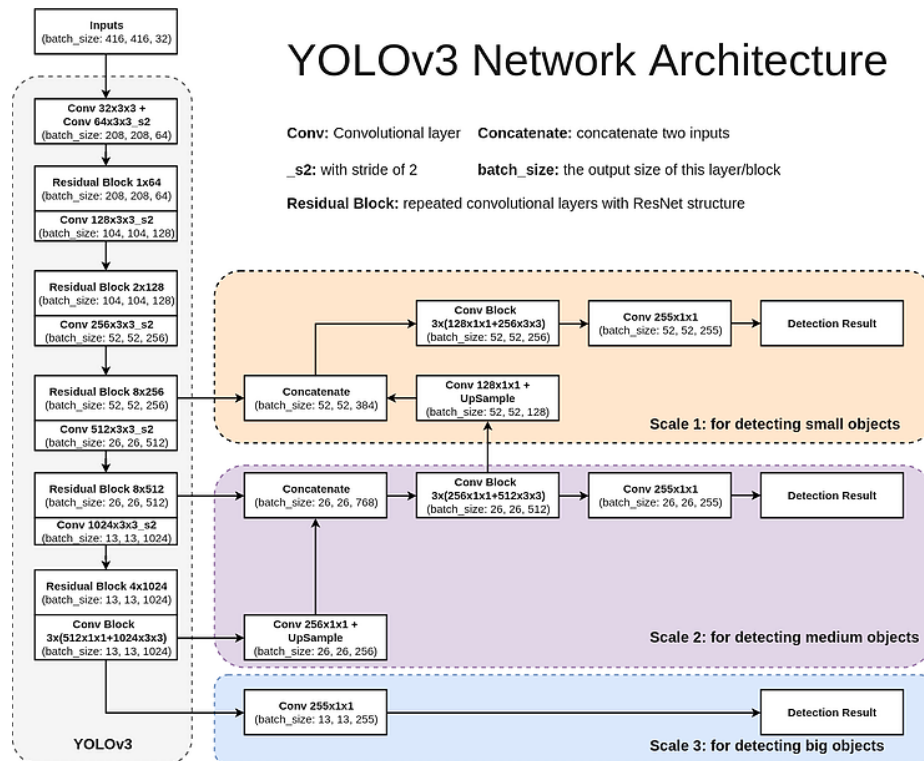 Inputs
(batch_size: 416, 416, 32)
YOLOv3 Network Architecture
Conv: Convolutional layer Concatenate: concatenate two inputs
_s2: with stride of 2 batch_size: the output size of this layer/block
Residual Block: repeated convolutional layers with ResNet structure
Conv 32x3x3 +
Conv 64x3x3_s2
(batch_size: 208, 208, 64)
Residual Block 1x64
(batch_size: 208, 208, 64)
Conv 128x3x3_s2
(batch_size: 104, 104, 128)
Residual Block 2x128
(batch_size: 104, 104, 128)
Conv 256x3x3_s2
(batch_size: 52, 52, 256)
Residual Block 8x256
(batch_size: 52, 52, 256)
Conv 512x3x3_s2
(batch_size: 26, 26, 512)
Residual Block 8x512
(batch_size: 26, 26, 512)
Conv 1024x3x3_s2
(batch_size: 13, 13, 1024)
Residual Block 4x1024
(batch_size: 13, 13, 1024)
Conv Block
3x(512x1x1+1024x3x3)
(batch_size: 13, 13, 1024)
YOLOv3
Conv Block
3x(128x1x1+256x3x3)
(batch_size: 52, 52, 256)
Conv 255x1x1
(batch_size: 52, 52, 255)
Detection Result
Concatenate
(batch_size: 52, 52, 384)
Conv 128x1x1 +
UpSample
(batch_size: 52, 52, 128)
Scale 1: for detecting small objects
Concatenate
(batch_size: 26, 26, 768)
Conv Block
3x(256x1x1+512x3x3)
(batch_size: 26, 26, 512)
Conv 255x1x1
(batch_size: 26, 26, 255)
Detection Result
Conv 256x1x1 +
UpSample
(batch_size: 26, 26, 256)
Scale 2: for detecting medium objects
Conv 255x1x1
(batch_size: 13, 13, 255)
Detection Result
Scale 3: for detecting big objects